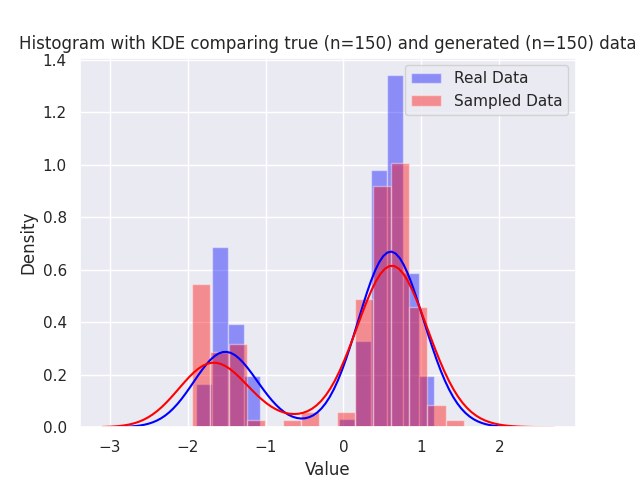 Histogram with KDE comparing true (n=150) and generated (n=150) data
Real Data
Sampled Data
Density
1.4
1.2
1.0
0.8
0.6
0.4
0.2
0.0
−3 −2 −1 0 1 2
Value